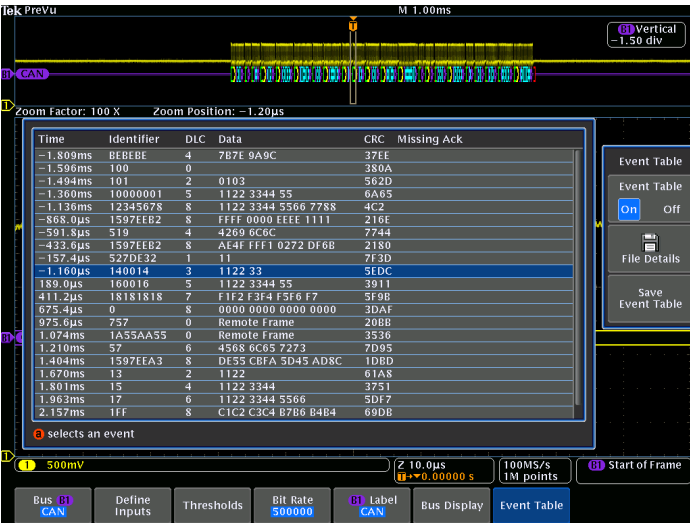 Tek PreVu M 1.00ms
B1 Vertical
−1.50 div
B1 CAN
1
Zoom Factor: 100 X Zoom Position: −1.20µs
Time Identifier DLC Data CRC Missing Ack
−1.809ms BEBEBE 4 7B7E 9A9C 37EE
−1.596ms 100 0 380A
−1.494ms 101 2 0103 562D
−1.360ms 10000001 5 1122 3344 55 6A65
−1.136ms 12345678 8 1122 3344 5566 7788 4C2
−868.0µs 1597EEB2 8 FFFF 0000 EEEE 1111 216E
−591.8µs 519 4 4269 6C6C 7744
−433.6µs 1597EEB2 8 AE4F FFF1 0272 DF6B 2180
−157.4µs 527DE32 1 11 7F3D
−1.160µs 140014 3 1122 33 5EDC
189.0µs 160016 5 1122 3344 55 3911
411.2µs 18181818 7 F1F2 F3F4 F5F6 F7 5F9B
675.4µs 0 8 0000 0000 0000 0000 3DAF
975.6µs 757 0 Remote Frame 20BB
1.074ms 1A55AA55 0 Remote Frame 3536
1.210ms 57 6 4568 6C65 7273 7D95
1.404ms 1597EEA3 8 DE55 CBFA 5D45 AD8C 1DBD
1.670ms 13 2 1122 61A8
1.801ms 15 4 1122 3344 3751
1.963ms 17 6 1122 3344 5566 5DF7
2.157ms 1FF 8 C1C2 C3C4 B7B6 B4B4 69DB
a selects an event
Event Table
Event Table
On Off
File Details
Save
Event Table
B1
1
1 500mV
Z 10.0µs
T→▼0.00000 s
100MS/s
1M points
B1 Start of Frame
Bus B1
CAN
Define
Inputs
Thresholds
Bit Rate
500000
B1 Label
CAN
Bus Display
Event Table